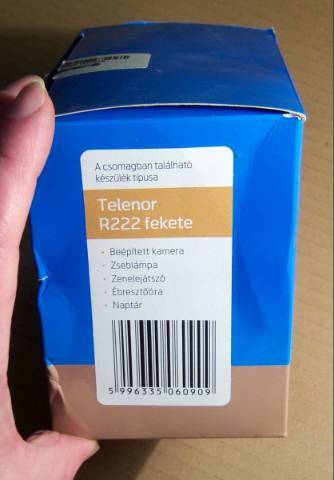 A csomagban található
készülék típusa
Telenor
R222 fekete
- Beépített kamera
- Zseblámpa
- Zenelejátszó
- Ébresztőóra
- Naptár
5 996335 060909